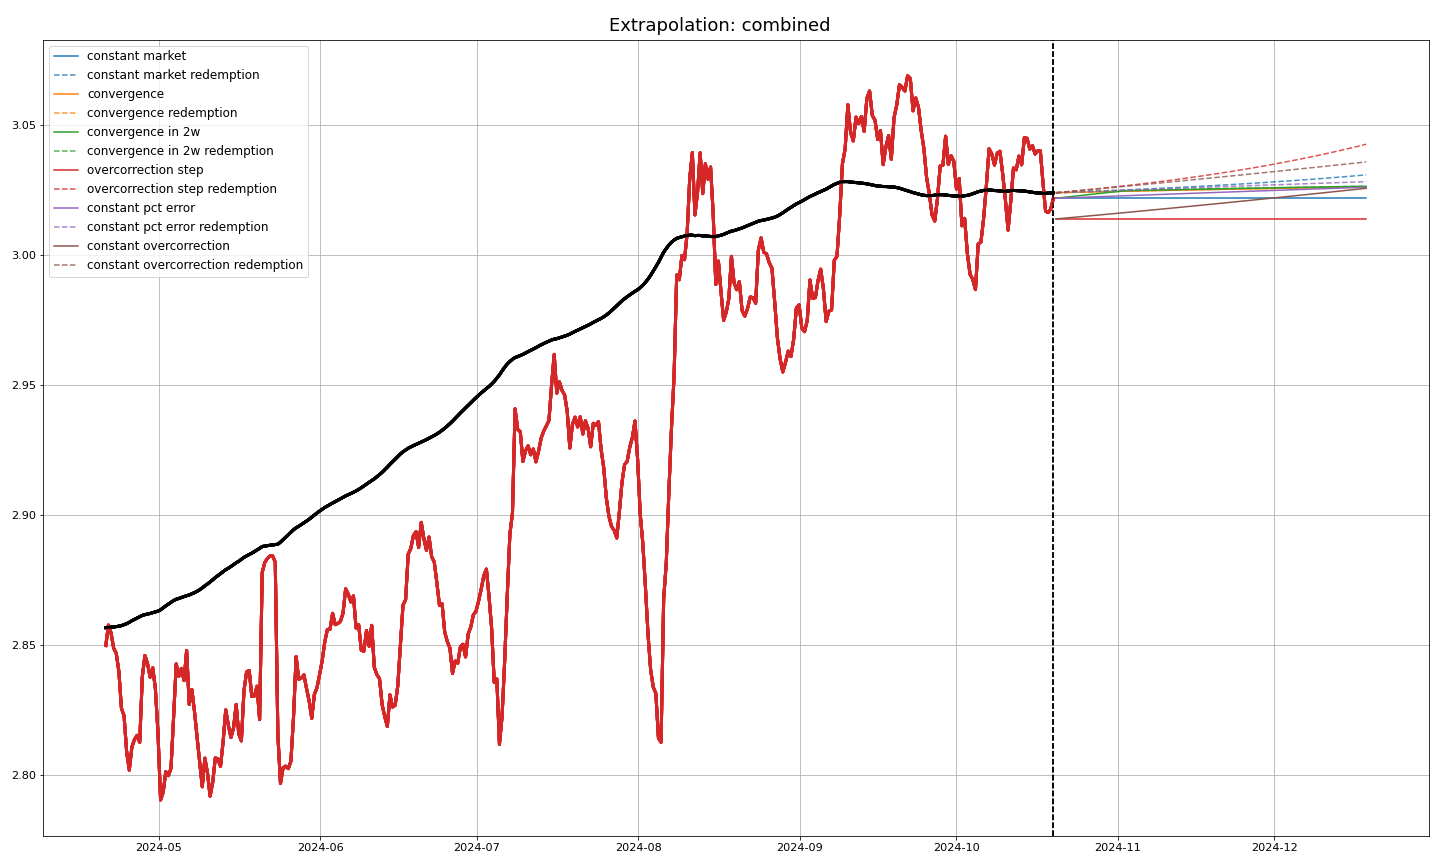 Extrapolation: combined
constant market
constant market redemption
convergence
convergence redemption
convergence in 2w
convergence in 2w redemption
overcorrection step
overcorrection step redemption
constant pct error
constant pct error redemption
constant overcorrection
constant overcorrection redemption
3.05
3.00
2.95
2.90
2.85
2.80
2024-05 2024-06 2024-07 2024-08 2024-09 2024-10 2024-11 2024-12